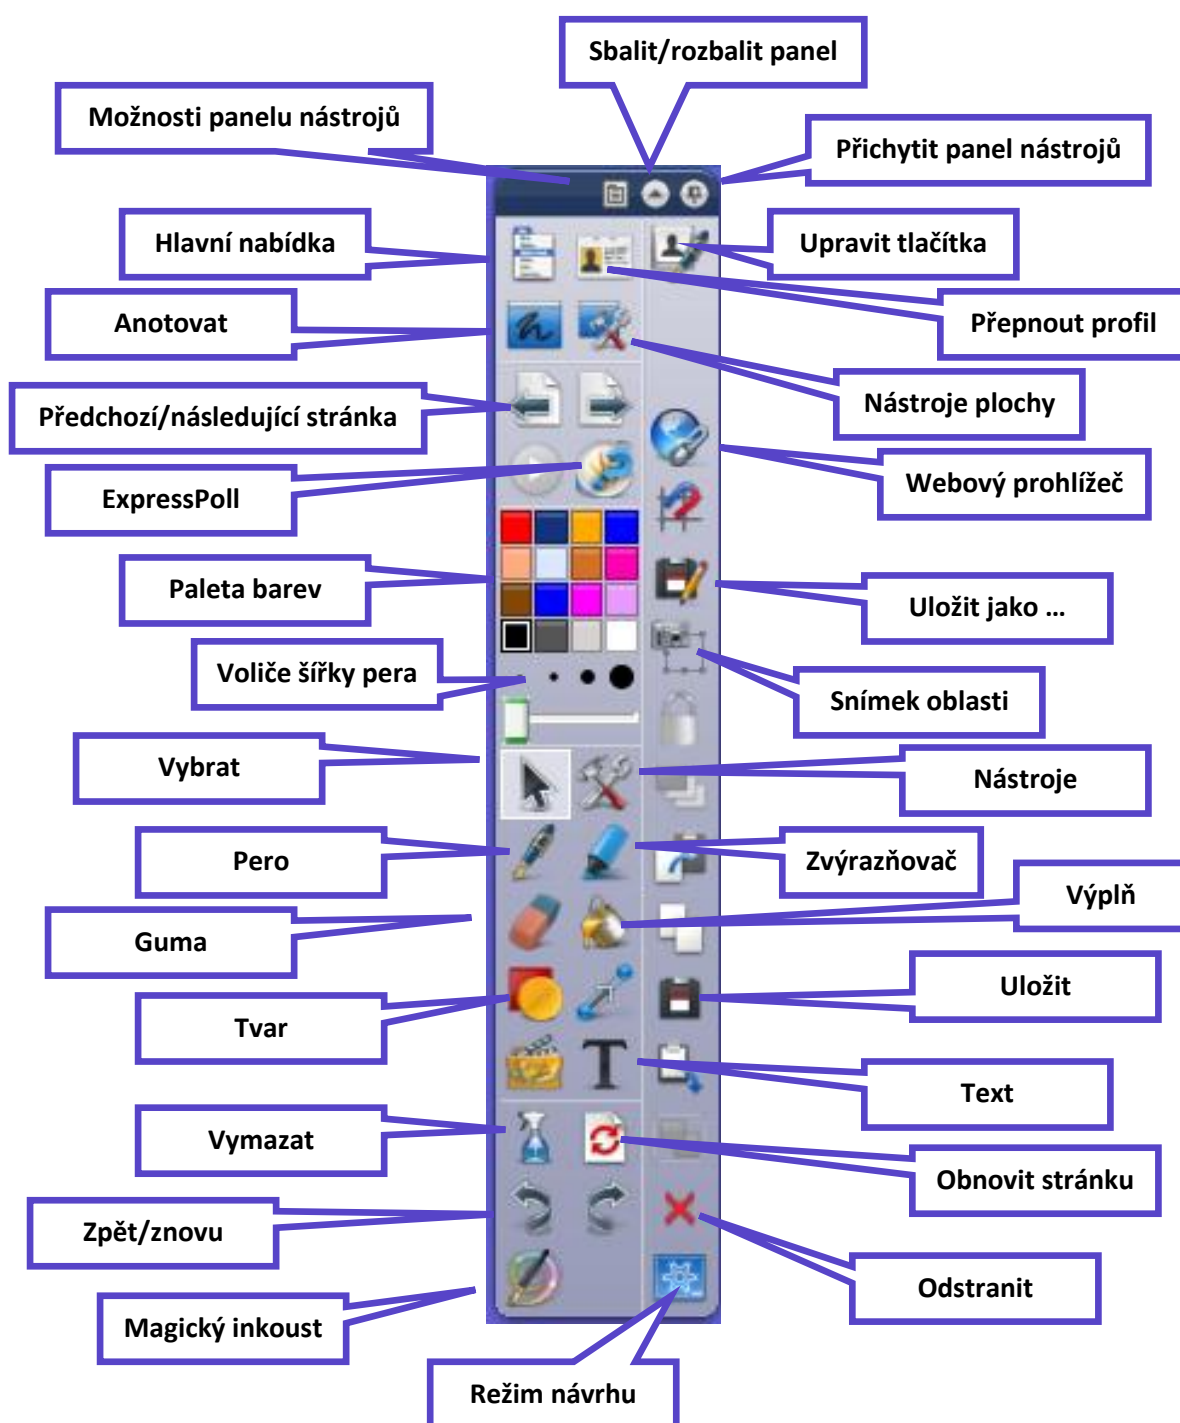 Sbalit/rozbalit panel
Možnosti panelu nástrojů
Přichytit panel nástrojů
Hlavní nabídka
Upravit tlačítka
Anotovat
Přepnout profil
Předchozí/následující stránka
Nástroje plochy
ExpressPoll
Webový prohlížeč
Paleta barev
Uložit jako ...
Voliče šířky pera
Snímek oblasti
Vybrat
Nástroje
Pero
Zvýrazňovač
Výplň
Guma
Uložit
Tvar
Text
Vymazat
Obnovit stránku
Zpět/znovu
Odstranit
Magický inkoust
Režim návrhu